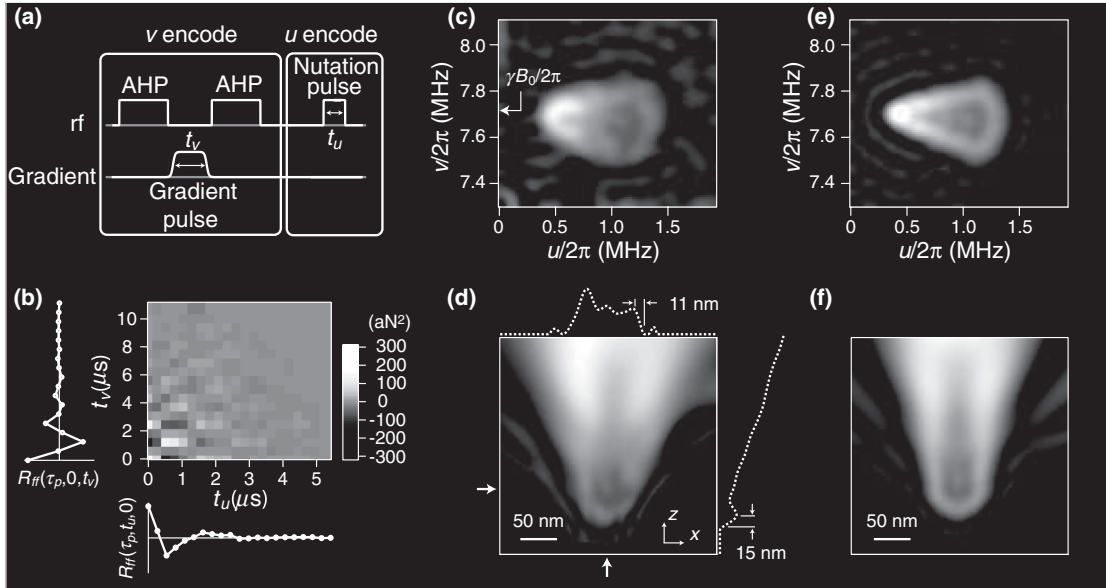 (a)
v encode
u encode
AHP
AHP
Nutation
pulse
rf
t_v
t_u
Gradient
Gradient
pulse
(b)
10
8
6
4
2
0
t_v(μs)
R_ff(τ_p,0,t_v)
0 1 2 3 4 5
t_u(μs)
(aN²)
300
200
100
0
-100
-200
-300
R_ff(τ_p,t_u,0)
(c)
8.0
7.8
7.6
7.4
v/2π (MHz)
γB₀/2π
0 0.5 1.0 1.5
u/2π (MHz)
(d)
11 nm
50 nm
z
x
15 nm
(e)
8.0
7.8
7.6
7.4
v/2π (MHz)
0 0.5 1.0 1.5
u/2π (MHz)
(f)
50 nm